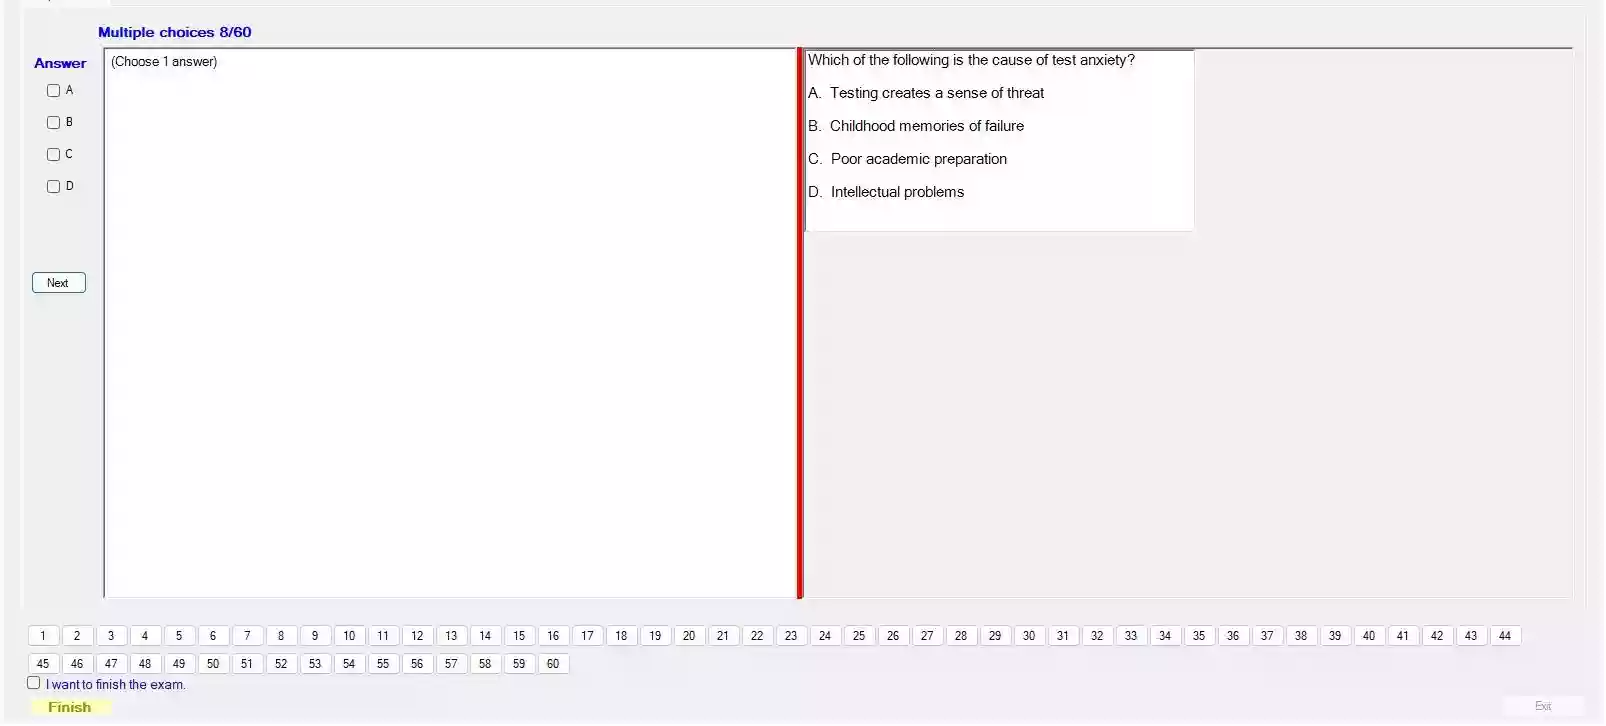 Multiple choices 8/60
Answer
(Choose 1 answer)
A
B
C
D
Next
Which of the following is the cause of test anxiety?
A. Testing creates a sense of threat
B. Childhood memories of failure
C. Poor academic preparation
D. Intellectual problems
1 2 3 4 5 6 7 8 9 10 11 12 13 14 15 16 17 18 19 20 21 22 23 24 25 26 27 28 29 30 31 32 33 34 35 36 37 38 39 40 41 42 43 44
45 46 47 48 49 50 51 52 53 54 55 56 57 58 59 60
I want to finish the exam.
Finish
Exit